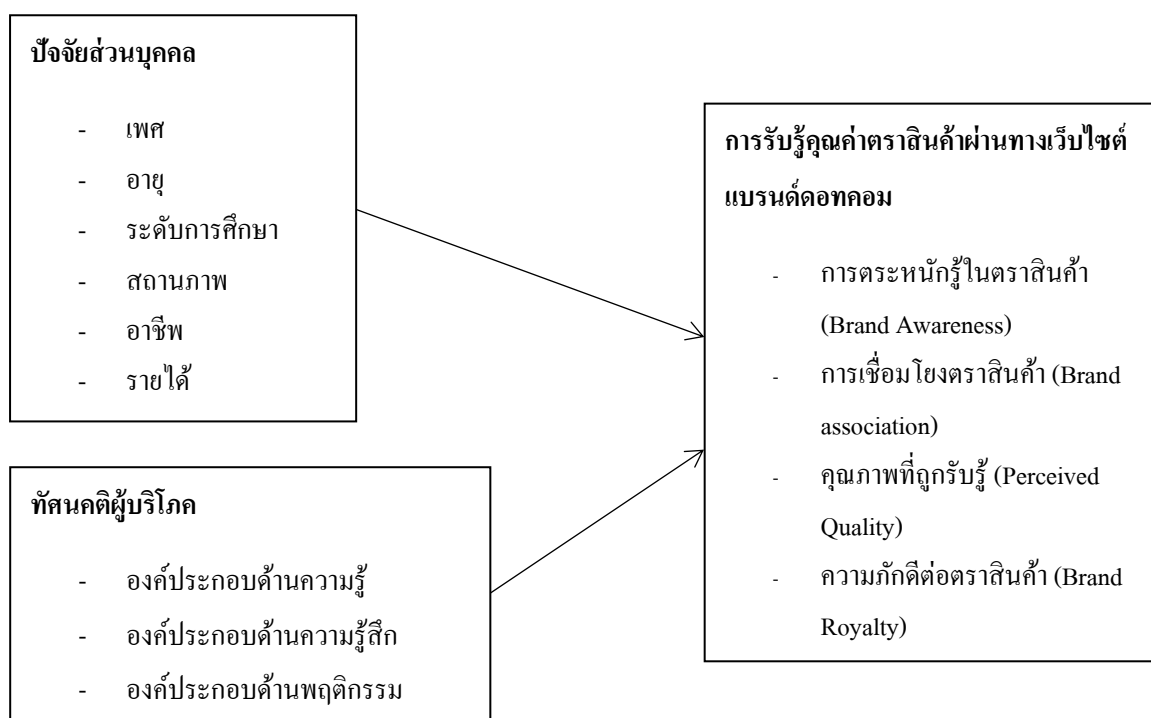 ปัจจัยส่วนบุคคล
- เพศ
- อายุ
- ระดับการศึกษา
- สถานภาพ
- อาชีพ
- รายได้
ทัศนคติผู้บริโภค
- องค์ประกอบด้านความรู้
- องค์ประกอบด้านความรู้สึก
- องค์ประกอบด้านพฤติกรรม
การรับรู้คุณค่าตราสินค้าผ่านทางเว็บไซต์
แบรนด์ดอทคอม
- การตระหนักรู้ในตราสินค้า
(Brand Awareness)
- การเชื่อมโยงตราสินค้า (Brand
association)
- คุณภาพที่ถูกรับรู้ (Perceived
Quality)
- ความภักดีต่อตราสินค้า (Brand
Royalty)